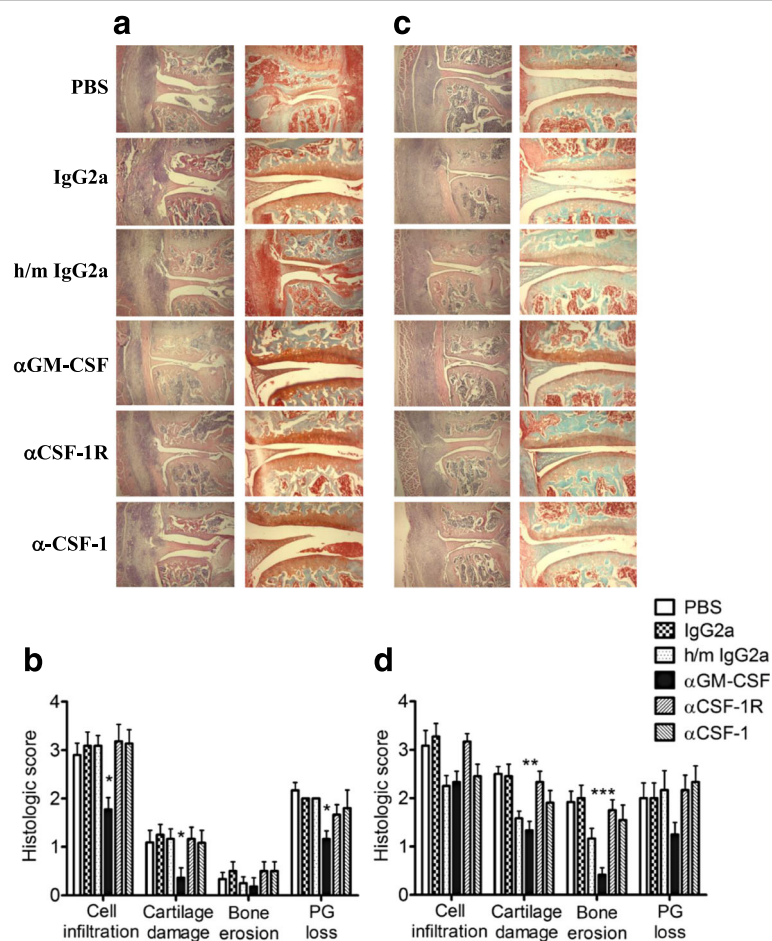 a
c
PBS
IgG2a
h/m IgG2a
αGM-CSF
αCSF-1R
α-CSF-1
PBS
IgG2a
h/m IgG2a
αGM-CSF
αCSF-1R
αCSF-1
b
Histologic score
4
3
2
1
0
*
*
*
Cell infiltration
Cartilage damage
Bone erosion
PG loss
d
Histologic score
4
3
2
1
0
**
***
Cell infiltration
Cartilage damage
Bone erosion
PG loss